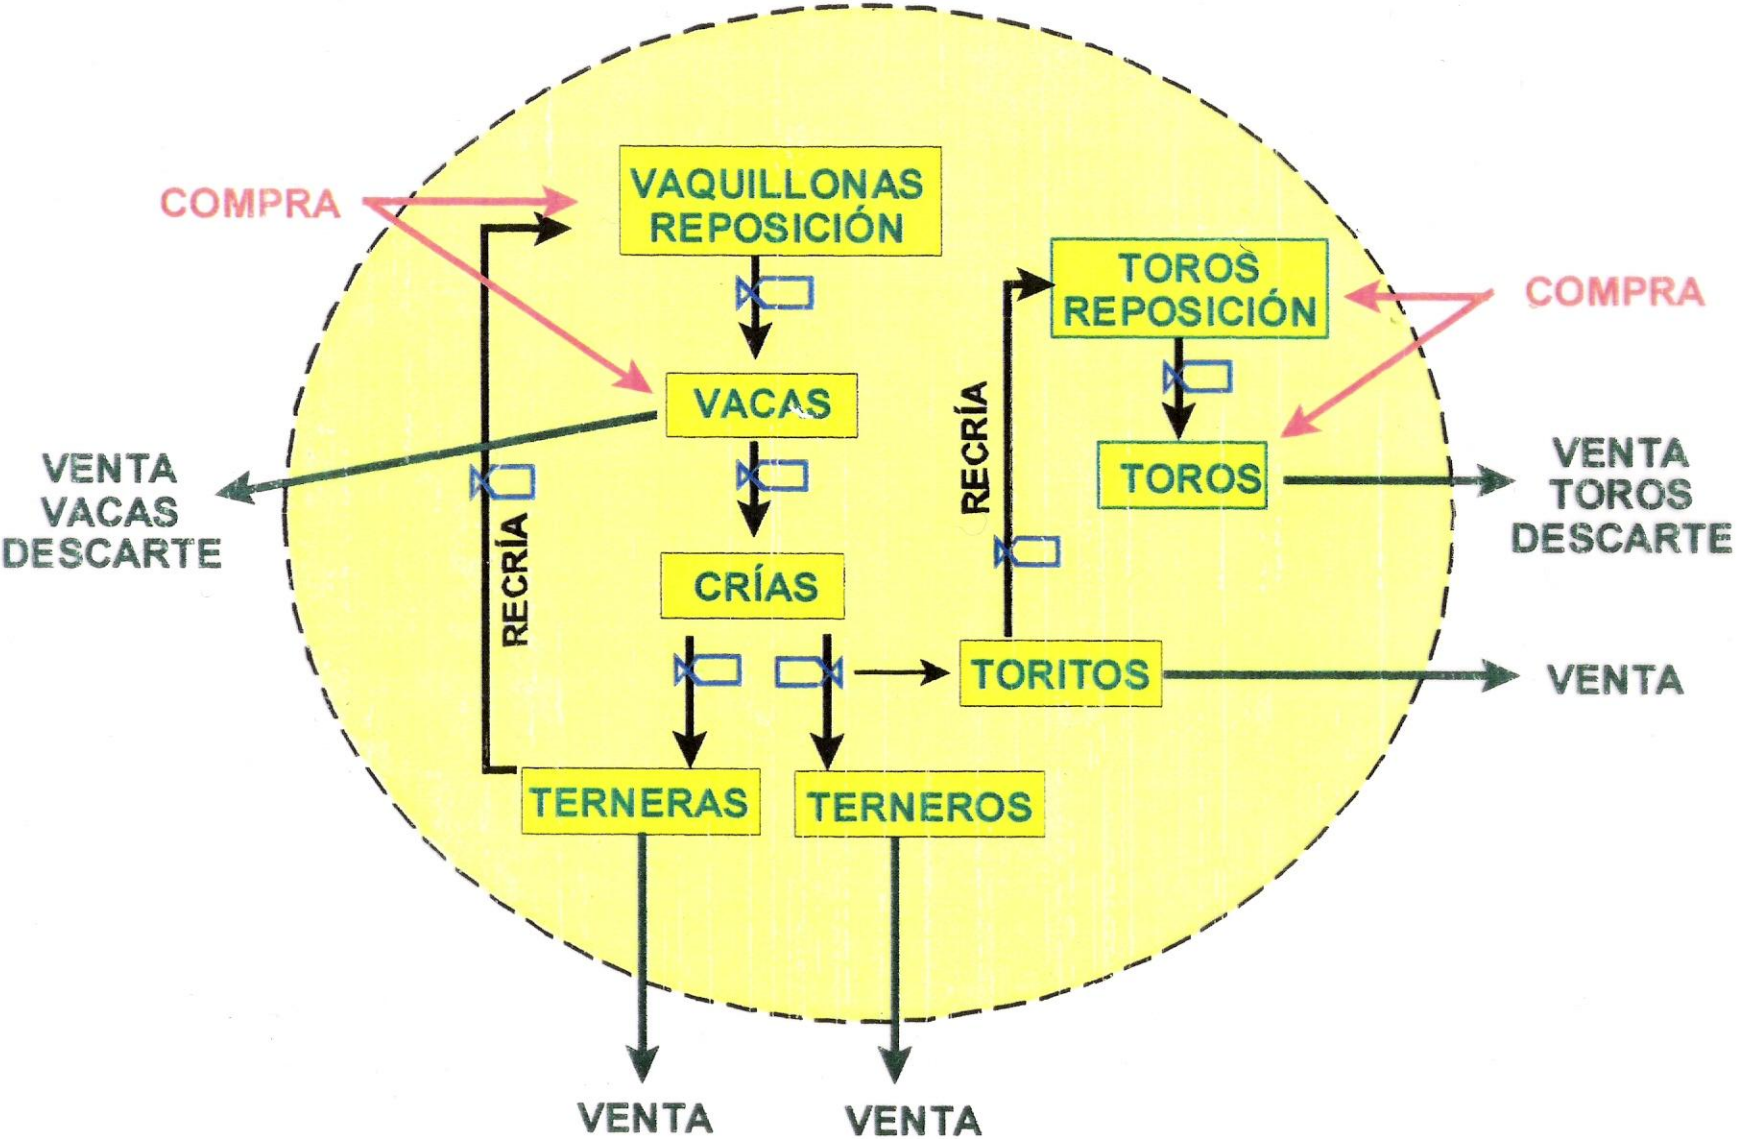 VAQUILLONAS
REPOSICIÓN
COMPRA
TOROS
REPOSICIÓN
COMPRA
VACAS
RECRÍA
TOROS
VENTA
VACAS
DESCARTE
VENTA
TOROS
DESCARTE
RECRÍA
CRÍAS
TORITOS
VENTA
TERNERAS
TERNEROS
VENTA
VENTA